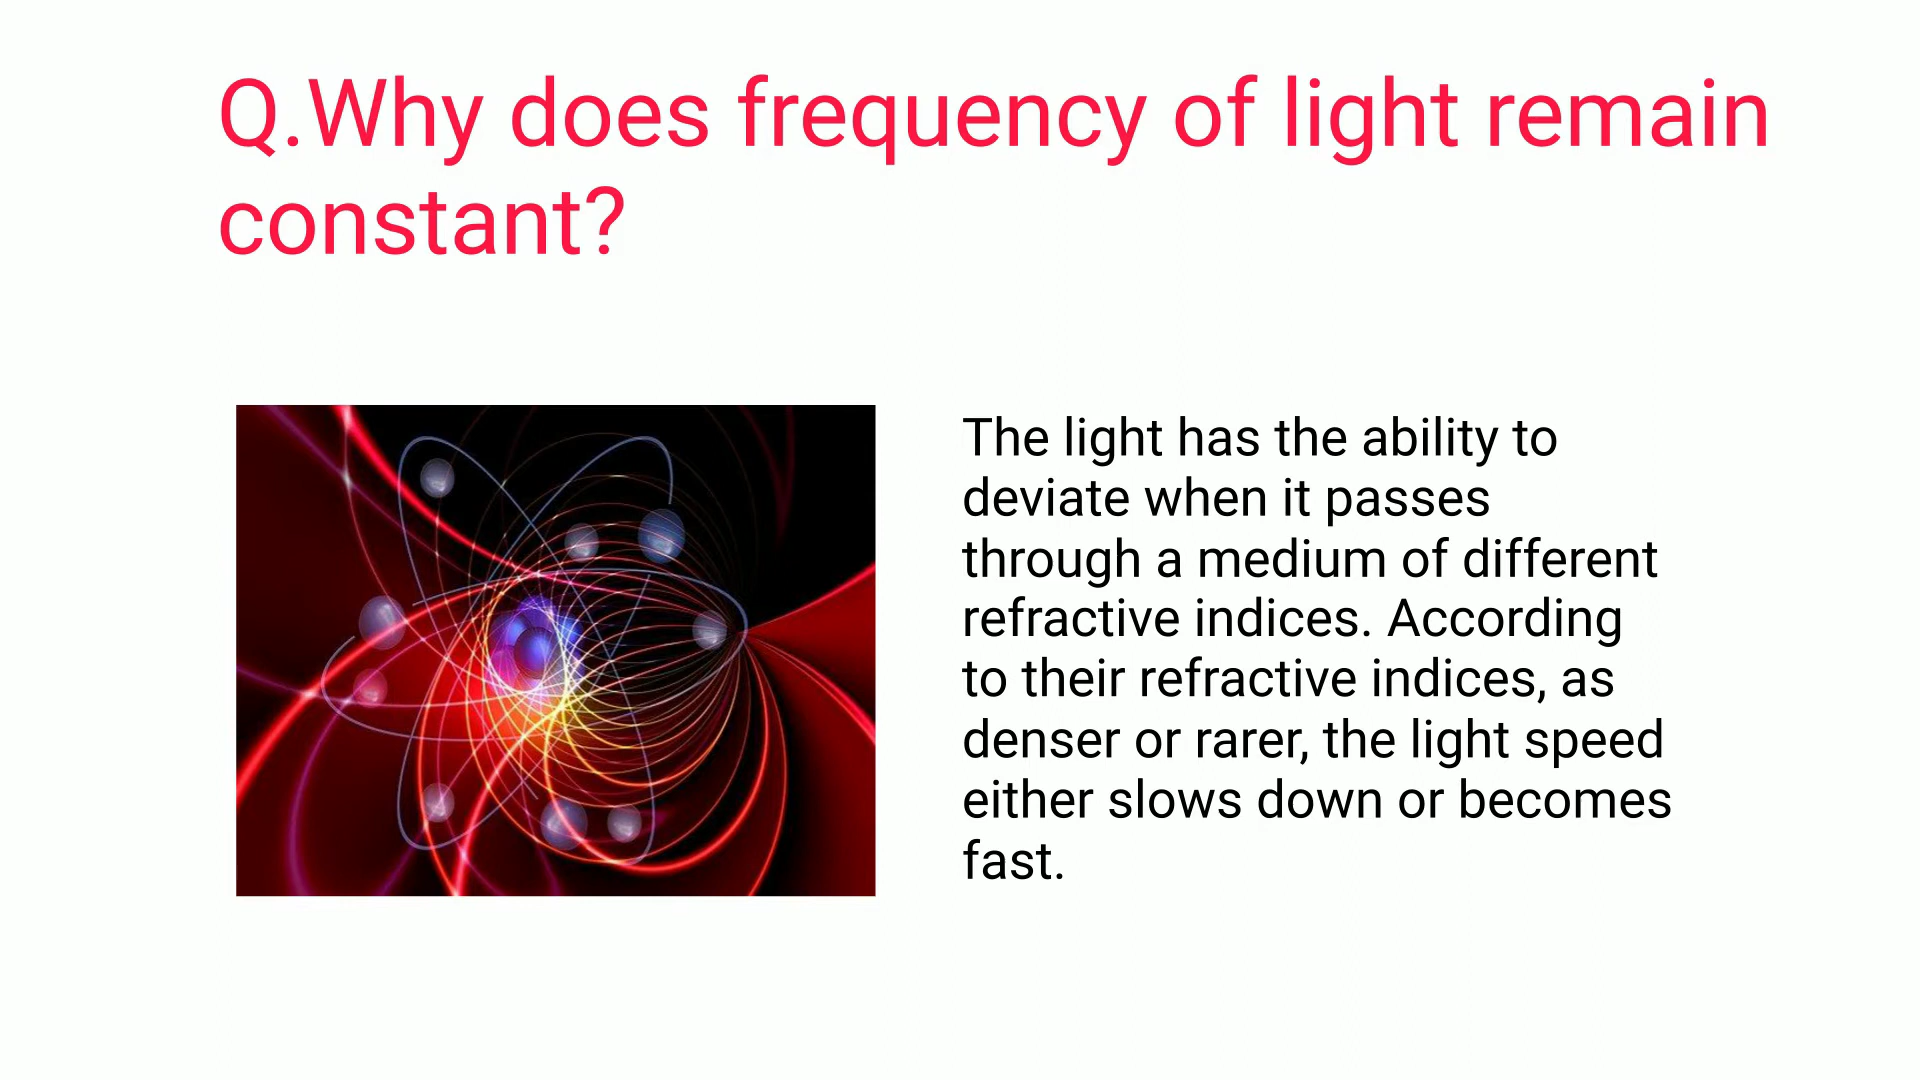 Q.Why does frequency of light remain
constant?
The light has the ability to
deviate when it passes
through a medium of different
refractive indices. According
to their refractive indices, as
denser or rarer, the light speed
either slows down or becomes
fast.